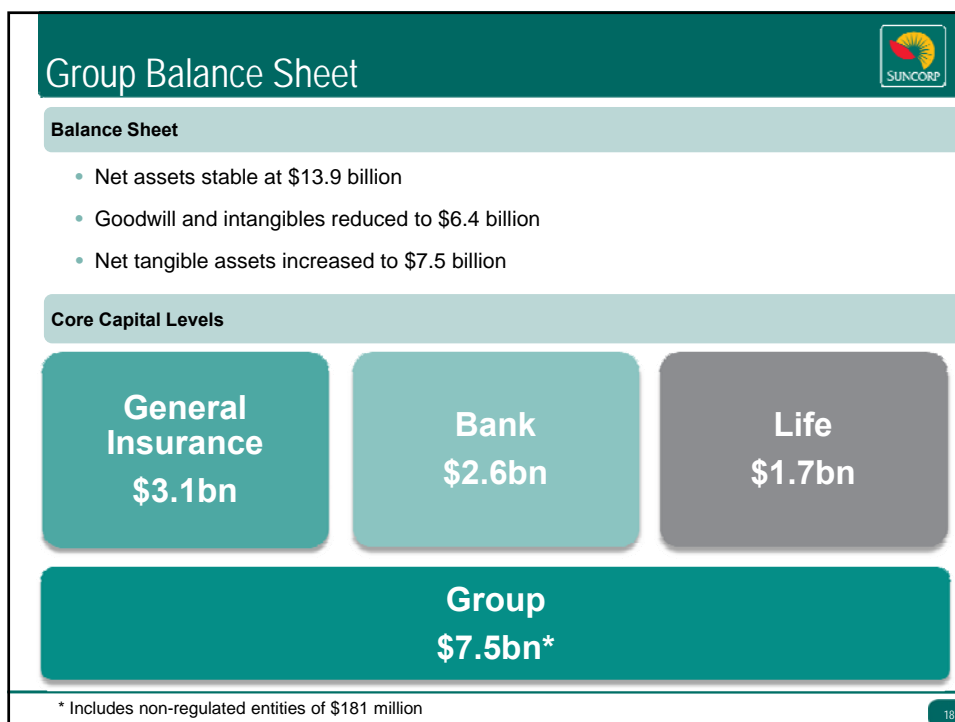 Group Balance Sheet
SUNCORP
Balance Sheet
• Net assets stable at $13.9 billion
• Goodwill and intangibles reduced to $6.4 billion
• Net tangible assets increased to $7.5 billion
Core Capital Levels
General
Insurance
$3.1bn
Bank
$2.6bn
Life
$1.7bn
Group
$7.5bn*
* Includes non-regulated entities of $181 million
18